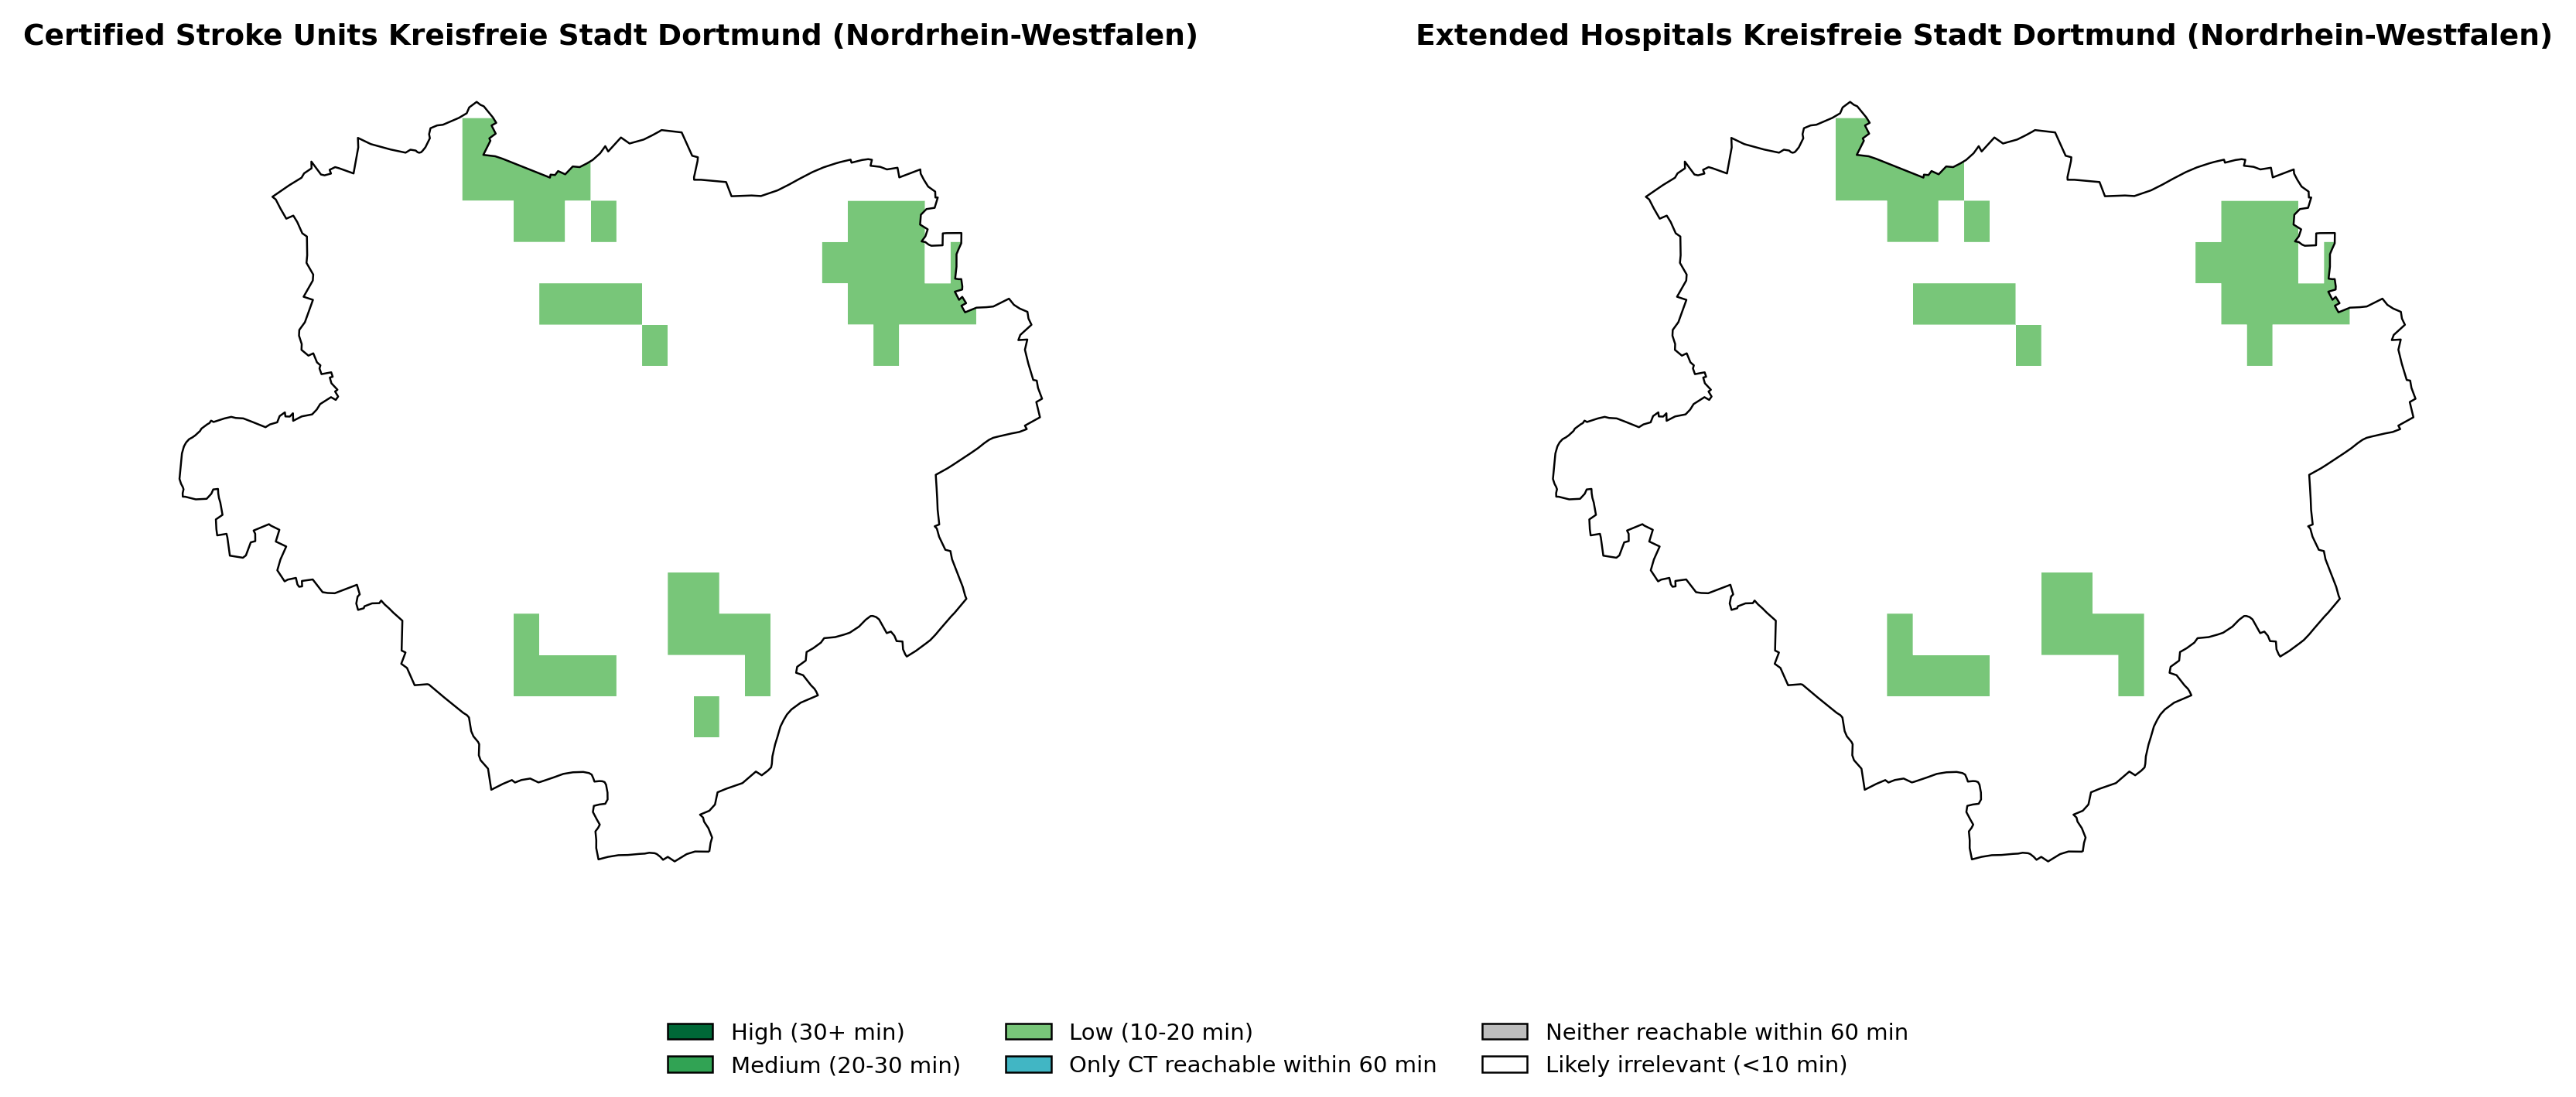 Certified Stroke Units Kreisfreie Stadt Dortmund (Nordrhein-Westfalen)
Extended Hospitals Kreisfreie Stadt Dortmund (Nordrhein-Westfalen)
High (30+ min)
Medium (20-30 min)
Low (10-20 min)
Only CT reachable within 60 min
Neither reachable within 60 min
Likely irrelevant (<10 min)